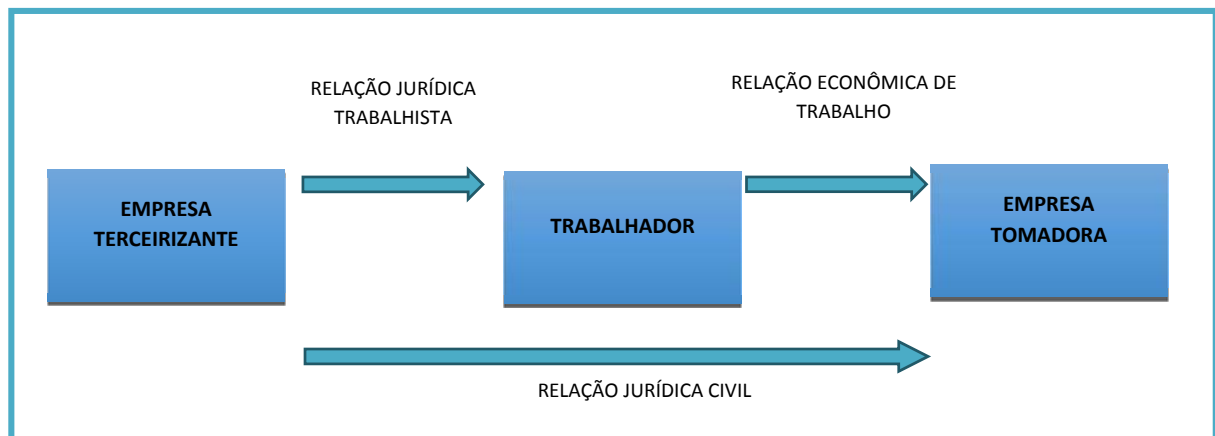 RELAÇÃO JURÍDICA
TRABALHISTA
RELAÇÃO ECONÔMICA DE
TRABALHO
EMPRESA
TERCEIRIZANTE
TRABALHADOR
EMPRESA
TOMADORA
RELAÇÃO JURÍDICA CIVIL